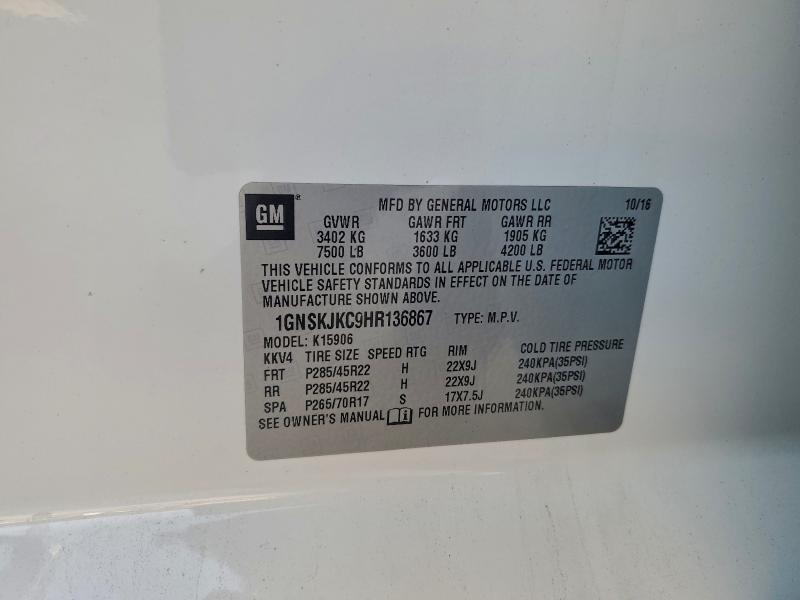 GM® MFD BY GENERAL MOTORS LLC 10/16
GVWR GAWR FRT GAWR RR
3402 KG 1633 KG 1905 KG
7500 LB 3600 LB 4200 LB
THIS VEHICLE CONFORMS TO ALL APPLICABLE U.S. FEDERAL MOTOR
VEHICLE SAFETY STANDARDS IN EFFECT ON THE DATE OF
MANUFACTURE SHOWN ABOVE.
1GNSKJKC9HR136867 TYPE: M.P.V.
MODEL: K15906
KKV4 TIRE SIZE SPEED RTG RIM COLD TIRE PRESSURE
FRT P285/45R22 H 22X9J 240KPA(35PSI)
RR P285/45R22 H 22X9J 240KPA(35PSI)
SPA P265/70R17 S 17X7.5J 240KPA(35PSI)
SEE OWNER'S MANUAL FOR MORE INFORMATION.